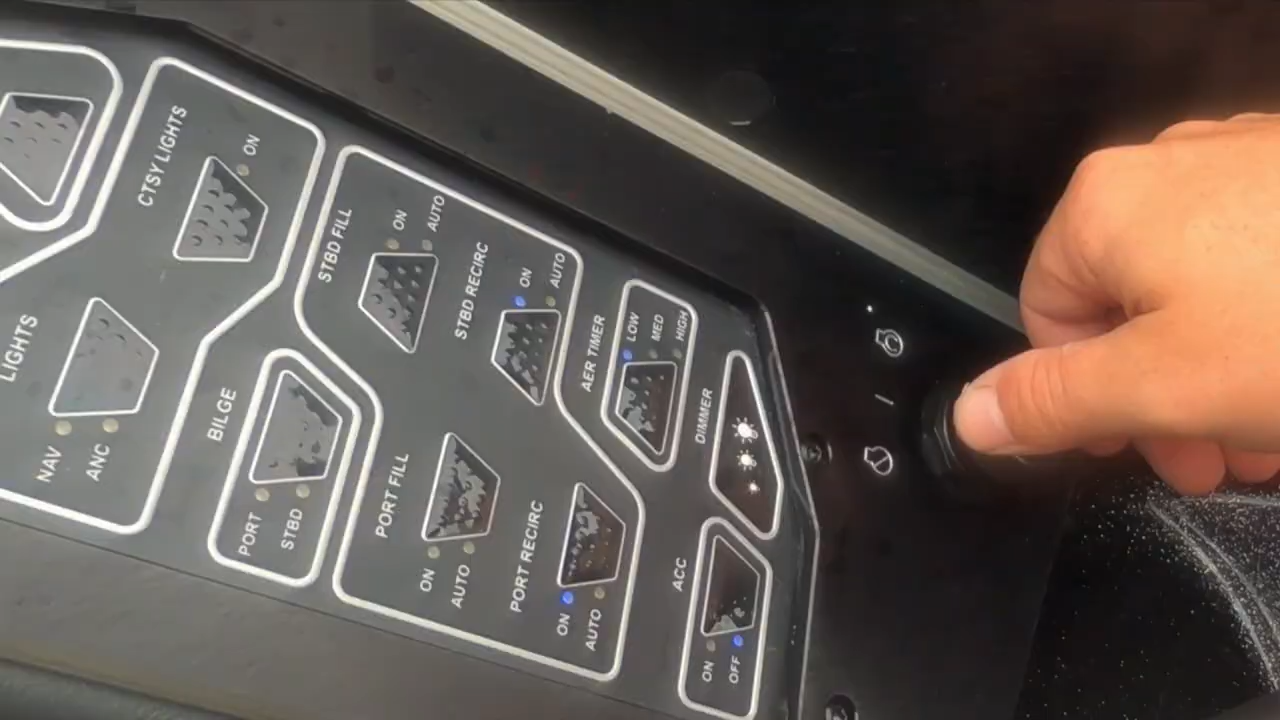 CTSY LIGHTS
ON
LIGHTS
NAV
ANC
BILGE
PORT
STBD
STBD FILL
ON
AUTO
STBD RECIRC
ON
AUTO
PORT FILL
ON
AUTO
PORT RECIRC
ON
AUTO
AER TIMER
LOW
MED
HIGH
DIMMER
ACC
ON
OFF